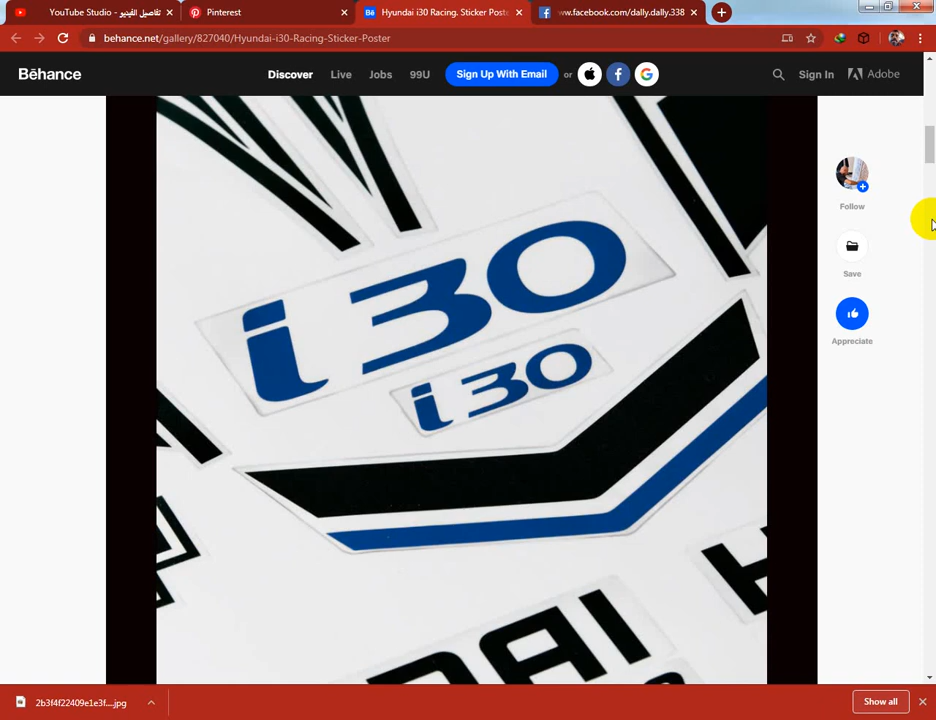 YouTube Studio - تفاصيل الفيديو
Pinterest
Hyundai i30 Racing. Sticker Poste
ww.facebook.com/dally.dally.338
behance.net/gallery/827040/Hyundai-i30-Racing-Sticker-Poster
Bēhance
Discover
Live
Jobs
99U
Sign Up With Email
or
Sign In
Adobe
Follow
Save
Appreciate
i30
i30
2b3f4f22409e1e3f....jpg
Show all